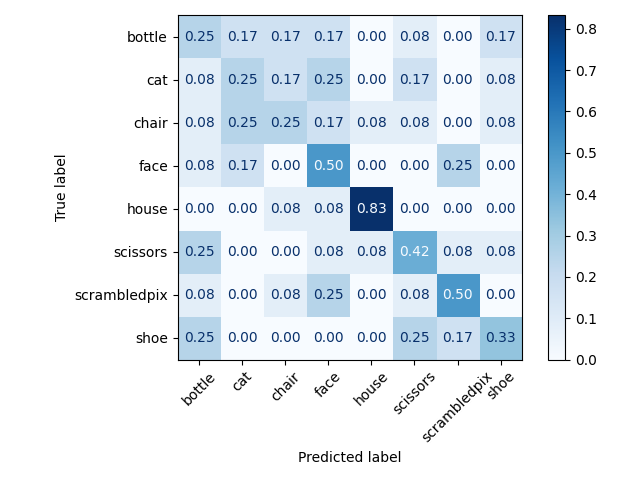 bottle 0.25 0.17 0.17 0.17 0.00 0.08 0.00 0.17
cat 0.08 0.25 0.17 0.25 0.00 0.17 0.00 0.08
chair 0.08 0.25 0.25 0.17 0.08 0.08 0.00 0.08
face 0.08 0.17 0.00 0.50 0.00 0.00 0.25 0.00
house 0.00 0.00 0.08 0.08 0.83 0.00 0.00 0.00
scissors 0.25 0.00 0.00 0.08 0.08 0.42 0.08 0.08
scrambledpix 0.08 0.00 0.08 0.25 0.00 0.08 0.50 0.00
shoe 0.25 0.00 0.00 0.00 0.00 0.25 0.17 0.33
bottle cat chair face house scissors scrambledpix shoe
Predicted label
True label
0.8
0.7
0.6
0.5
0.4
0.3
0.2
0.1
0.0